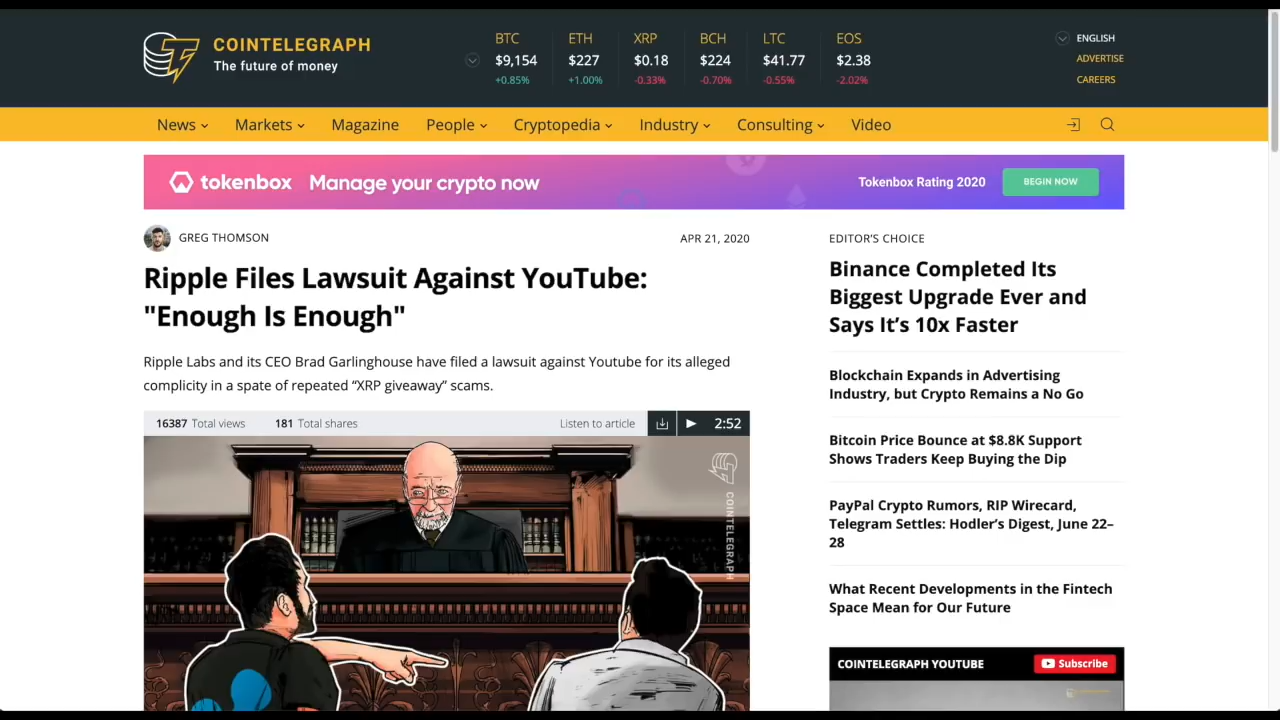 COINTELEGRAPH
The future of money
BTC ETH XRP BCH LTC EOS
$9,154 $227 $0.18 $224 $41.77 $2.38
+0.85% +1.00% -0.33% -0.70% -0.55% -2.02%
ENGLISH
ADVERTISE
CAREERS
News Markets Magazine People Cryptopedia Industry Consulting Video
tokenbox Manage your crypto now Tokenbox Rating 2020 BEGIN NOW
GREG THOMSON APR 21, 2020
Ripple Files Lawsuit Against YouTube:
"Enough Is Enough"
Ripple Labs and its CEO Brad Garlinghouse have filed a lawsuit against Youtube for its alleged
complicity in a spate of repeated “XRP giveaway” scams.
16387 Total views 181 Total shares Listen to article 2:52
COINTELEGRAPH
EDITOR’S CHOICE
Binance Completed Its
Biggest Upgrade Ever and
Says It’s 10x Faster
Blockchain Expands in Advertising
Industry, but Crypto Remains a No Go
Bitcoin Price Bounce at $8.8K Support
Shows Traders Keep Buying the Dip
PayPal Crypto Rumors, RIP Wirecard,
Telegram Settles: Hodler’s Digest, June 22–
28
What Recent Developments in the Fintech
Space Mean for Our Future
COINTELEGRAPH YOUTUBE Subscribe